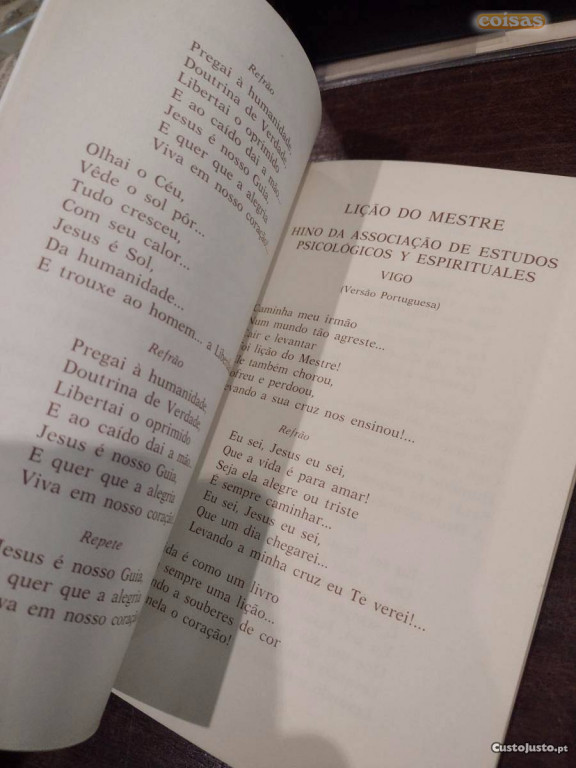 coisas
Refrão
Pregai à humanidade,
Doutrina de Verdade,
Libertai o oprimido
E ao caído dai a mão...
Jesus é nosso Guia,
E quer que a alegria
Viva em nosso coração!
Olhai o Céu,
Vêde o sol pôr...
Tudo cresceu,
Com seu calor...
Jesus é Sol,
Da humanidade...
E trouxe ao homem... a
Refrão
Pregai à humanidade,
Doutrina de Verdade,
Libertai o oprimido
E ao caído dai a mão...
Jesus é nosso Guia,
E quer que a alegria
Viva em nosso coração!
Repete
Jesus é nosso Guia,
quer que a alegria
em nosso coração
LIÇÃO DO MESTRE
HINO DA ASSOCIAÇÃO DE ESTUDOS
PSICOLÓGICOS Y ESPIRITUALES
VIGO
(Versão Portuguesa)
Caminha meu irmão
Num mundo tão agreste...
e levantar
lição do Mestre!
também chorou,
e perdoou,
a sua cruz nos ensinou!...
Refrão
Eu sei, Jesus eu sei,
Que a vida é para amar!
Seja ela alegre ou triste
É sempre caminhar...
Eu sei, Jesus eu sei,
Que um dia chegarei...
Levando a minha cruz eu Te verei!...
é como um livro
sempre uma lição...
a souberes de cor
o coração!
CustoJusto.pt